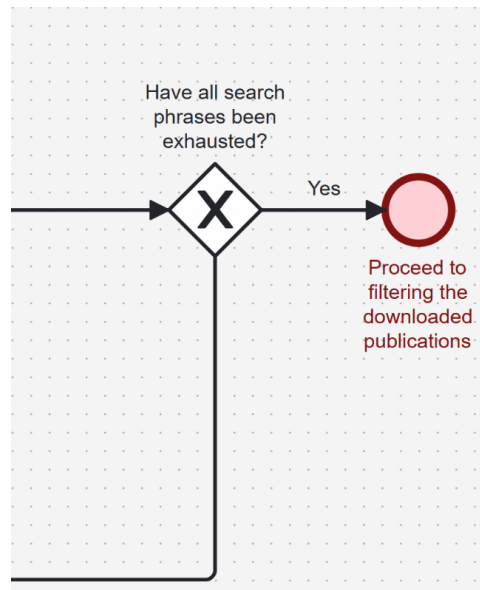 Have all search
phrases been
exhausted?
X
Yes
Proceed to
filtering the
downloaded
publications